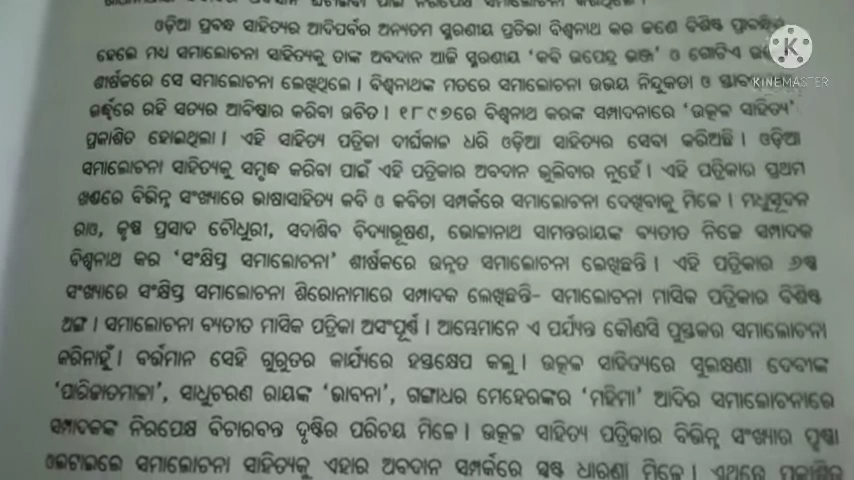 ଓଡ଼ିଆ ପ୍ରବନ୍ଧ ସାହିତ୍ୟର ଆଦିପର୍ବର ଅନ୍ୟତମ ସ୍ମରଣୀୟ ପ୍ରତିଭା ବିଶ୍ୱନାଥ କର ଜଣେ ବିଶିଷ୍ଟ ପ୍ରାବନ୍ଧିକ
ହେଲେ ମଧ୍ୟ ସମାଲୋଚନା ସାହିତ୍ୟକୁ ତାଙ୍କ ଅବଦାନ ଆଜି ସ୍ମରଣୀୟ 'କବି ଉପେନ୍ଦ୍ର ଭଞ୍ଜ' ଓ ଗୋଟିଏ
ଶୀର୍ଷକରେ ସେ ସମାଲୋଚନା ଲେଖିଥିଲେ । ବିଶ୍ୱନାଥଙ୍କ ମତରେ ସମାଲୋଚନା ଉଭୟ ନିନ୍ଦୁକତା ଓ
ଉର୍ଦ୍ଧ୍ୱରେ ରହି ସତ୍ୟର ଆବିଷ୍କାର କରିବା ଉଚିତ । ୧୮୯୭ରେ ବିଶ୍ୱନାଥ କରଙ୍କ ସମ୍ପାଦନାରେ 'ଉତ୍କଳ ସାହିତ୍ୟ'
ପ୍ରକାଶିତ ହୋଇଥିଲା । ଏହି ସାହିତ୍ୟ ପତ୍ରିକା ଦୀର୍ଘକାଳ ଧରି ଓଡ଼ିଆ ସାହିତ୍ୟର ସେବା କରିଅଛି । ଓଡ଼ିଆ
ସମାଲୋଚନା ସାହିତ୍ୟକୁ ସମୃଦ୍ଧ କରିବା ପାଇଁ ଏହି ପତ୍ରିକାର ଅବଦାନ ଭୁଲିବାର ନୁହେଁ । ଏହି ପତ୍ରିକାର ପ୍ରଥମ
ଖଣ୍ଡରେ ବିଭିନ୍ନ ସଂଖ୍ୟାରେ ଭାଷାସାହିତ୍ୟ କବି ଓ କବିତା ସମ୍ପର୍କରେ ସମାଲୋଚନା ଦେଖିବାକୁ ମିଳେ । ମଧୁସୂଦନ
ରାଓ, କୃଷ୍ଣ ପ୍ରସାଦ ଚୌଧୁରୀ, ସଦାଶିବ ବିଦ୍ୟାଭୂଷଣ, ଭୋଳାନାଥ ସାମନ୍ତରାୟଙ୍କ ବ୍ୟତୀତ ନିଜେ ସମ୍ପାଦକ
ବିଶ୍ୱନାଥ କର 'ସଂକ୍ଷିପ୍ତ ସମାଲୋଚନା' ଶୀର୍ଷକରେ ଉନ୍ନତ ସମାଲୋଚନା ଲେଖିଛନ୍ତି । ଏହି ପତ୍ରିକାର ୬ଷ୍ଠ
ସଂଖ୍ୟାରେ ସଂକ୍ଷିପ୍ତ ସମାଲୋଚନା ଶିରୋନାମାରେ ସମ୍ପାଦକ ଲେଖିଛନ୍ତି- ସମାଲୋଚନା ମାସିକ ପତ୍ରିକାର ବିଶିଷ୍ଟ
ଅଙ୍ଗ । ସମାଲୋଚନା ବ୍ୟତୀତ ମାସିକ ପତ୍ରିକା ଅସଂପୂର୍ଣ୍ଣ । ଆମ୍ଭେମାନେ ଏ ପର୍ଯ୍ୟନ୍ତ କୌଣସି ପୁସ୍ତକର ସମାଲୋଚନା
କରିନାହୁଁ । ବର୍ତ୍ତମାନ ସେହି ଗୁରୁତର କାର୍ଯ୍ୟରେ ହସ୍ତକ୍ଷେପ କଲୁ । ଉତ୍କଳ ସାହିତ୍ୟରେ ସୁଲକ୍ଷଣା ଦେବୀଙ୍କ
'ପାରିଜାତମାଳା', ସାଧୁଚରଣ ରାୟଙ୍କ 'ଭାବନା', ଗଙ୍ଗାଧର ମେହେରଙ୍କର 'ମହିମା' ଆଦିର ସମାଲୋଚନାରେ
ସମ୍ପାଦକଙ୍କ ନିରପେକ୍ଷ ବିଚାରବନ୍ତ ଦୃଷ୍ଟିର ପରିଚୟ ମିଳେ । ଉତ୍କଳ ସାହିତ୍ୟ ପତ୍ରିକାର ବିଭିନ୍ନ ସଂଖ୍ୟାର ପୃଷ୍ଠା
ଓଲଟାଇଲେ ସମାଲୋଚନା ସାହିତ୍ୟକୁ ଏହାର ଅବଦାନ ସମ୍ପର୍କରେ ସ୍ପଷ୍ଟ ଧାରଣା ମିଳେ । ଏଥିରେ ପ୍ରକାଶିତ
KINEMASTER